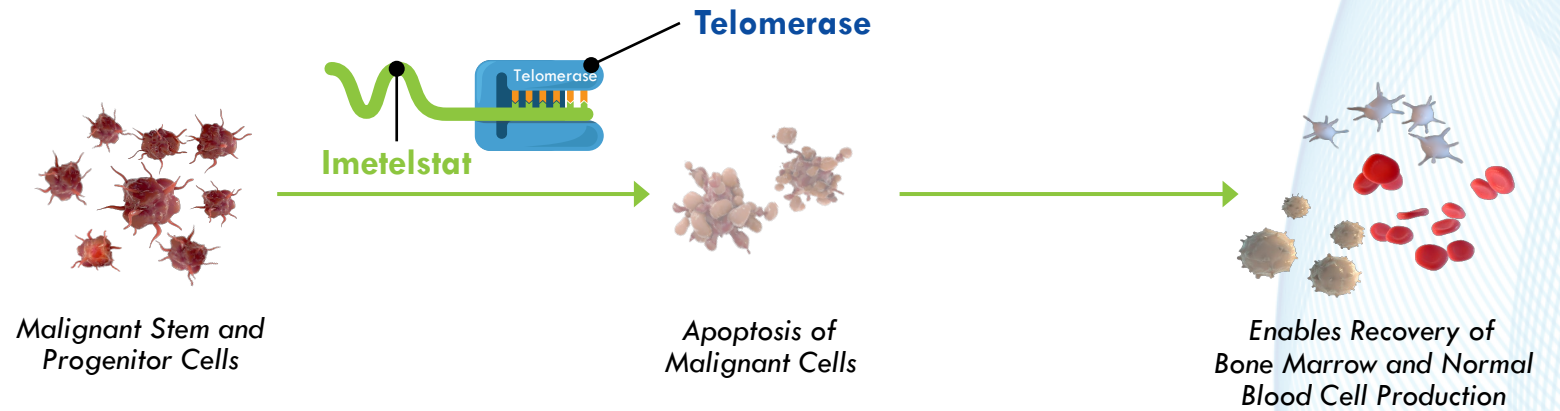 Telomerase
Telomerase
Imetelstat
Malignant Stem and
Progenitor Cells
Apoptosis of
Malignant Cells
Enables Recovery of
Bone Marrow and Normal
Blood Cell Production